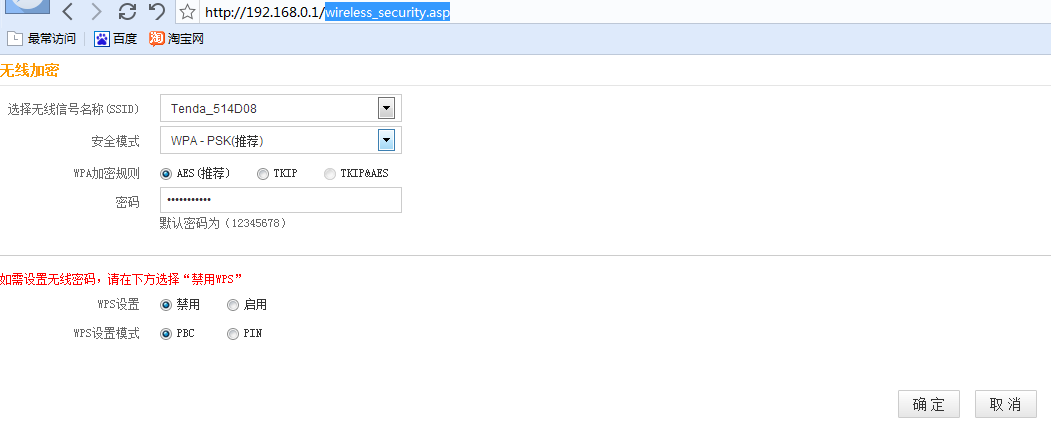 http://192.168.0.1/wireless_security.asp
最常访问 百度 淘 淘宝网
无线加密
选择无线信号名称(SSID) Tenda_514D08
安全模式 WPA - PSK(推荐)
WPA加密规则 AES(推荐) TKIP TKIP&AES
密码 •••••••••••
默认密码为（12345678）
如需设置无线密码，请在下方选择“禁用WPS”
WPS设置 禁用 启用
WPS设置模式 PBC PIN
确 定 取 消